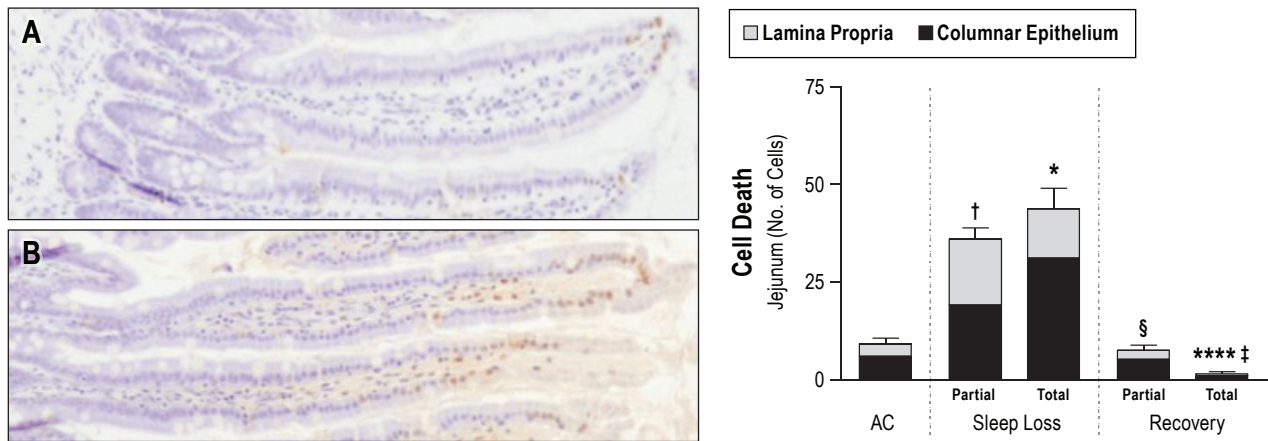 A
B
Lamina Propria Columnar Epithelium
Cell Death
Jejunum (No. of Cells)
75
50
25
0
†
*
§
**** ‡
Partial Total Partial Total
AC Sleep Loss Recovery